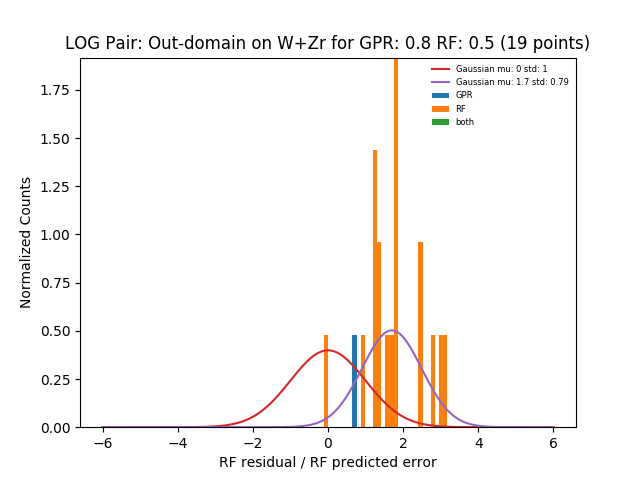 LOG Pair: Out-domain on W+Zr for GPR: 0.8 RF: 0.5 (19 points)
Gaussian mu: 0 std: 1
Gaussian mu: 1.7 std: 0.79
GPR
RF
both
Normalized Counts
1.75
1.50
1.25
1.00
0.75
0.50
0.25
0.00
−6 −4 −2 0 2 4 6
RF residual / RF predicted error